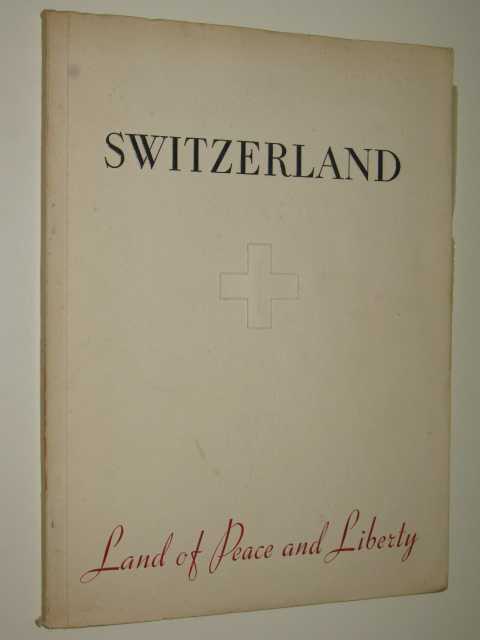 SWITZERLAND
Land of Peace and Liberty